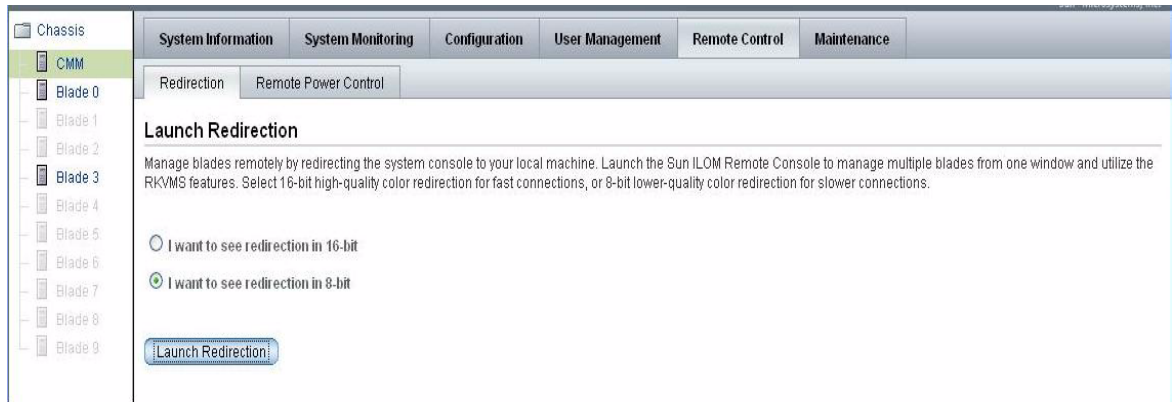 Chassis
CMM
Blade 0
Blade 1
Blade 2
Blade 3
Blade 4
Blade 5
Blade 6
Blade 7
Blade 8
Blade 9
System Information
System Monitoring
Configuration
User Management
Remote Control
Maintenance
Redirection
Remote Power Control
Launch Redirection
Manage blades remotely by redirecting the system console to your local machine. Launch the Sun ILOM Remote Console to manage multiple blades from one window and utilize the
RKVMS features. Select 16-bit high-quality color redirection for fast connections, or 8-bit lower-quality color redirection for slower connections.
I want to see redirection in 16-bit
I want to see redirection in 8-bit
Launch Redirection